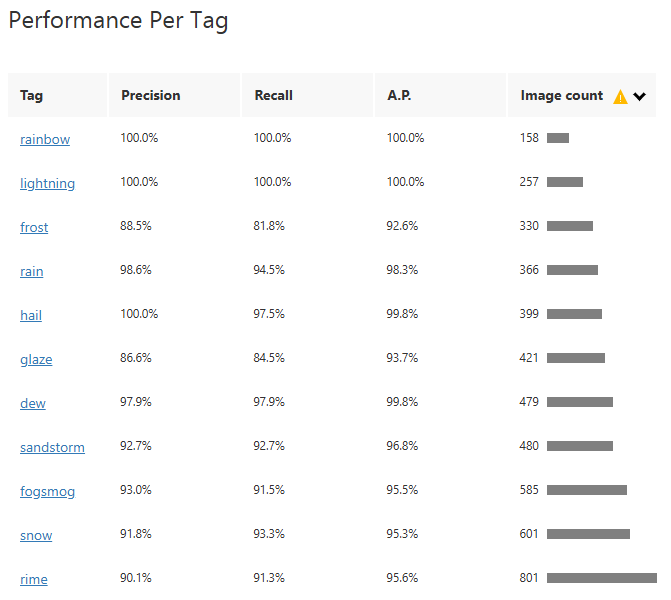 Performance Per Tag
Tag Precision Recall A.P. Image count
rainbow 100.0% 100.0% 100.0% 158
lightning 100.0% 100.0% 100.0% 257
frost 88.5% 81.8% 92.6% 330
rain 98.6% 94.5% 98.3% 366
hail 100.0% 97.5% 99.8% 399
glaze 86.6% 84.5% 93.7% 421
dew 97.9% 97.9% 99.8% 479
sandstorm 92.7% 92.7% 96.8% 480
fogsmog 93.0% 91.5% 95.5% 585
snow 91.8% 93.3% 95.3% 601
rime 90.1% 91.3% 95.6% 801